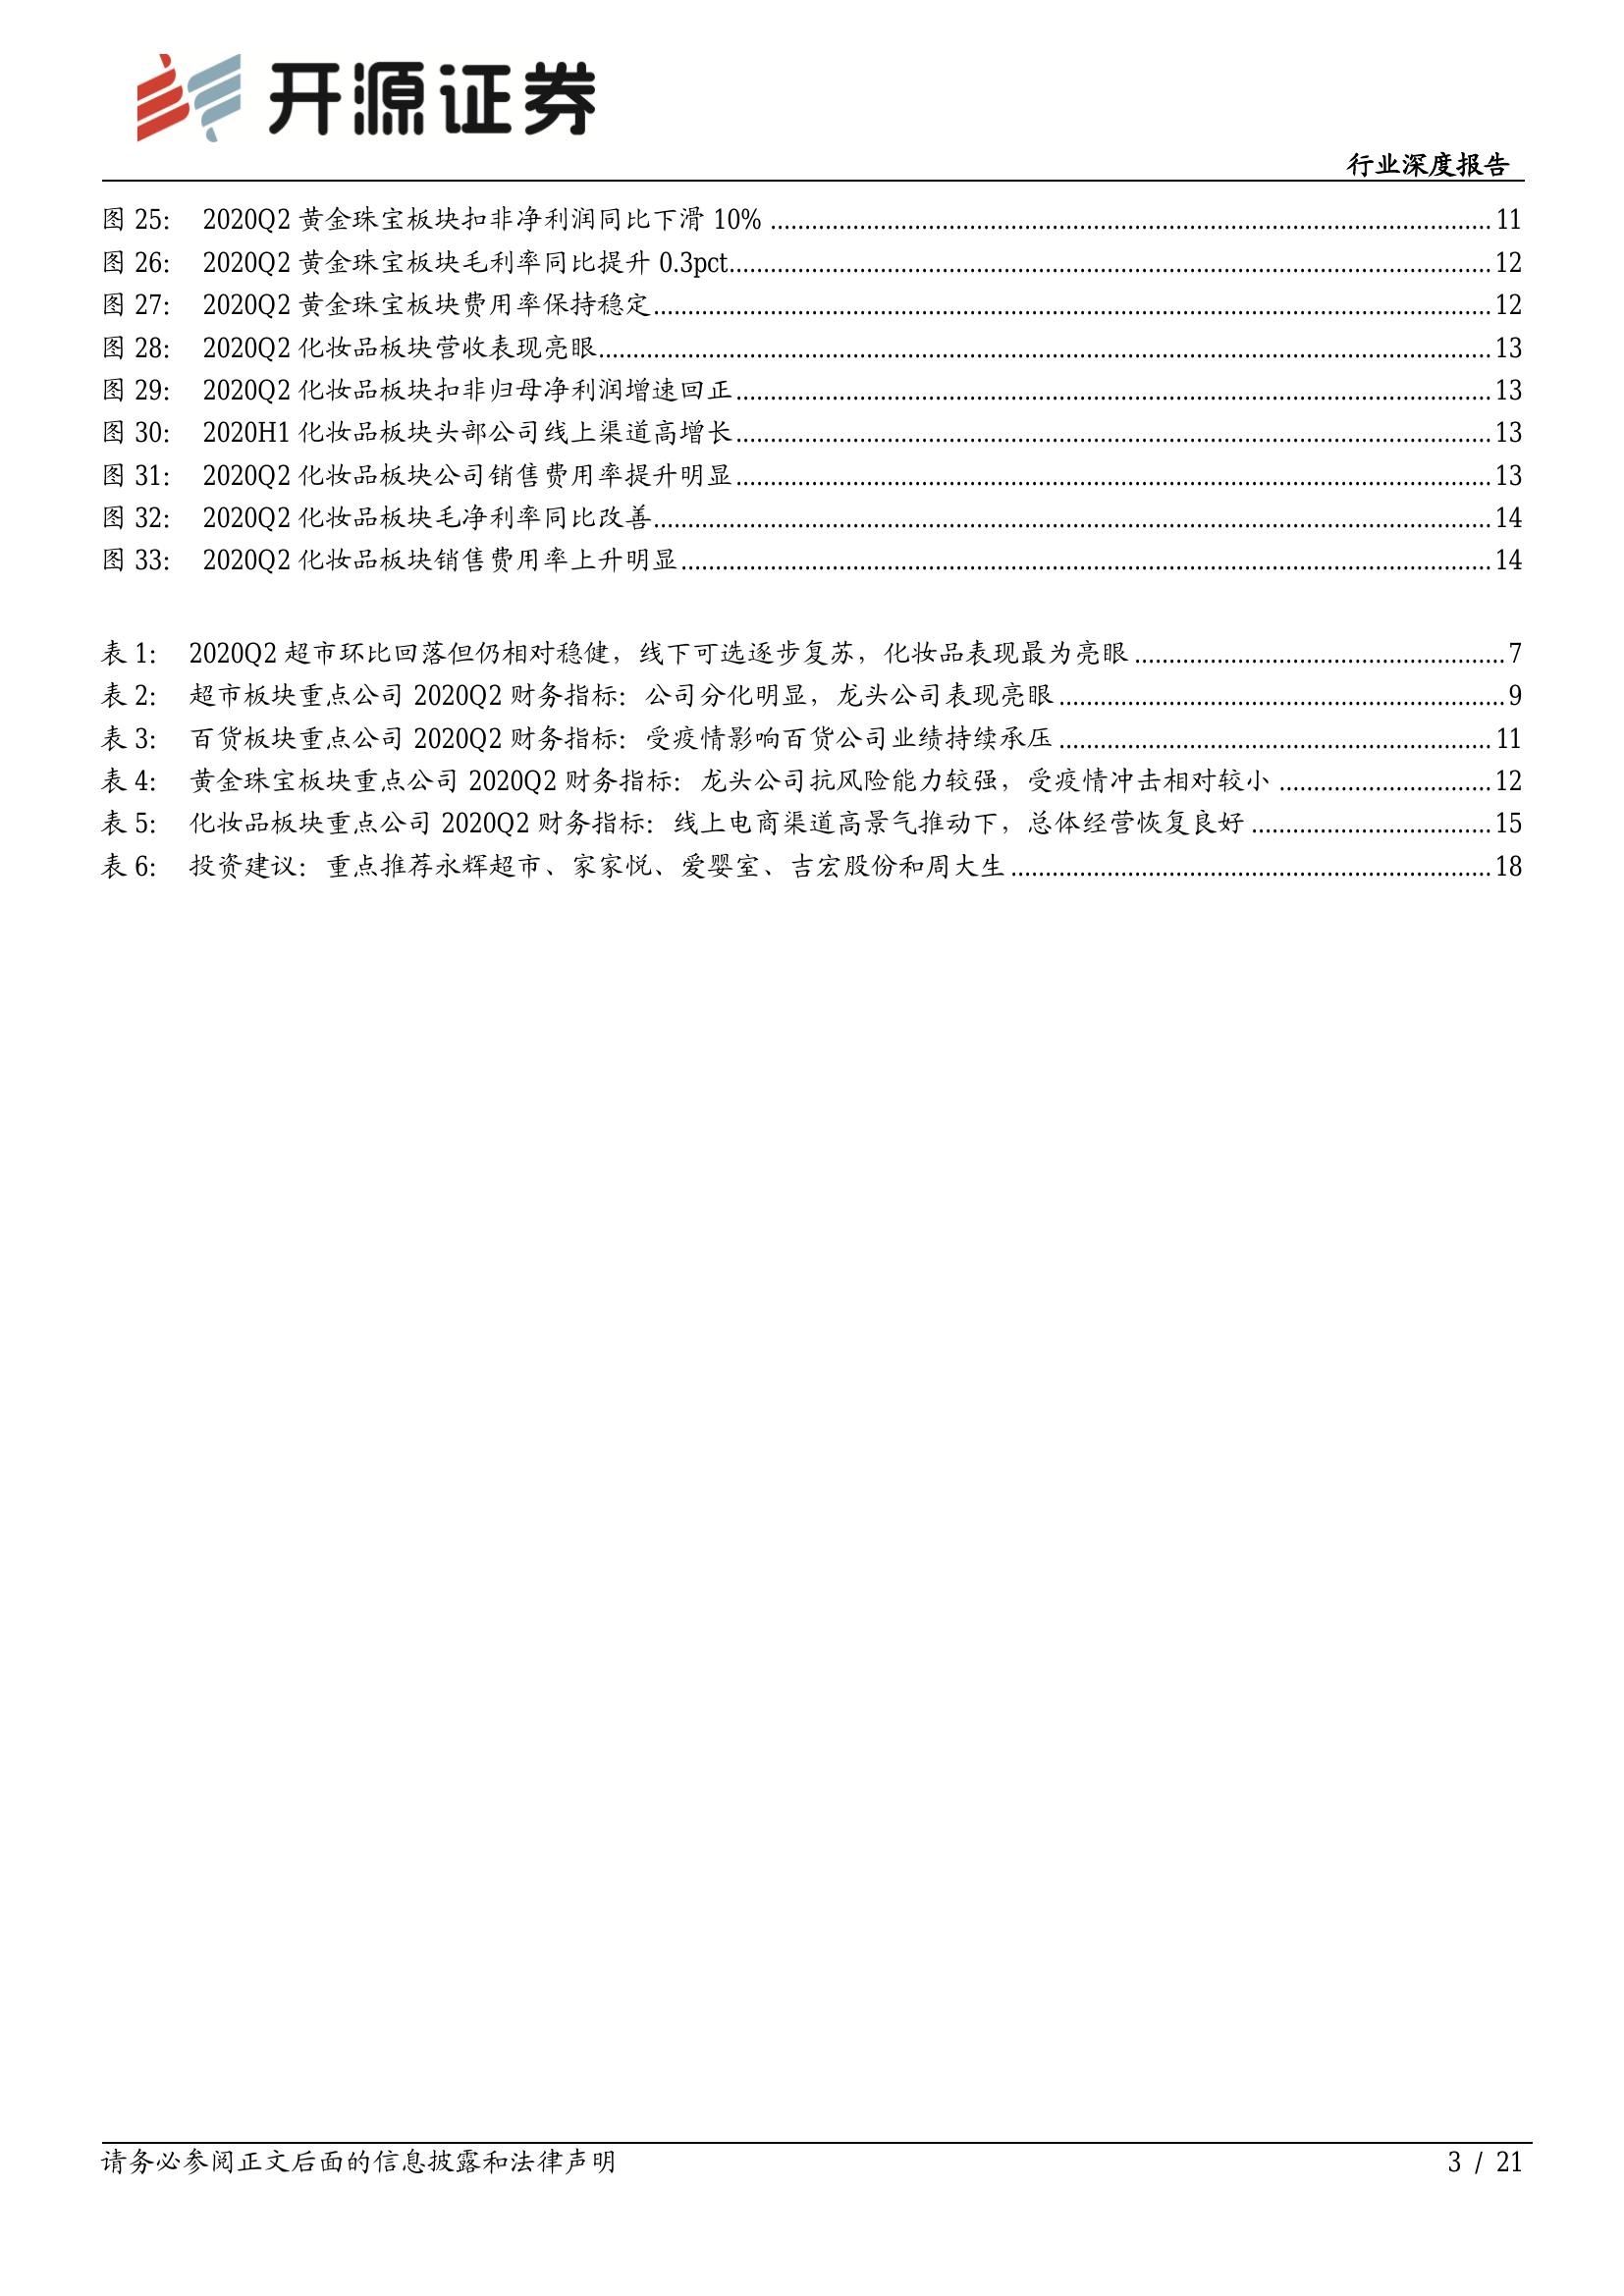 开源证券
行业深度报告
图 25: 2020Q2 黄金珠宝板块扣非净利润同比下滑 10% 11
图 26: 2020Q2 黄金珠宝板块毛利率同比提升 0.3pct 12
图 27: 2020Q2 黄金珠宝板块费用率保持稳定 12
图 28: 2020Q2 化妆品板块营收表现亮眼 13
图 29: 2020Q2 化妆品板块扣非归母净利润增速回正 13
图 30: 2020H1 化妆品板块头部公司线上渠道高增长 13
图 31: 2020Q2 化妆品板块公司销售费用率提升明显 13
图 32: 2020Q2 化妆品板块毛净利率同比改善 14
图 33: 2020Q2 化妆品板块销售费用率上升明显 14
表 1: 2020Q2 超市环比回落但仍相对稳健，线下可选逐步复苏，化妆品表现最为亮眼 7
表 2: 超市板块重点公司 2020Q2 财务指标：公司分化明显，龙头公司表现亮眼 9
表 3: 百货板块重点公司 2020Q2 财务指标：受疫情影响百货公司业绩持续承压 11
表 4: 黄金珠宝板块重点公司 2020Q2 财务指标：龙头公司抗风险能力较强，受疫情冲击相对较小 12
表 5: 化妆品板块重点公司 2020Q2 财务指标：线上电商渠道高景气推动下，总体经营恢复良好 15
表 6: 投资建议：重点推荐永辉超市、家家悦、爱婴室、吉宏股份和周大生 18
请务必参阅正文后面的信息披露和法律声明 3 / 21